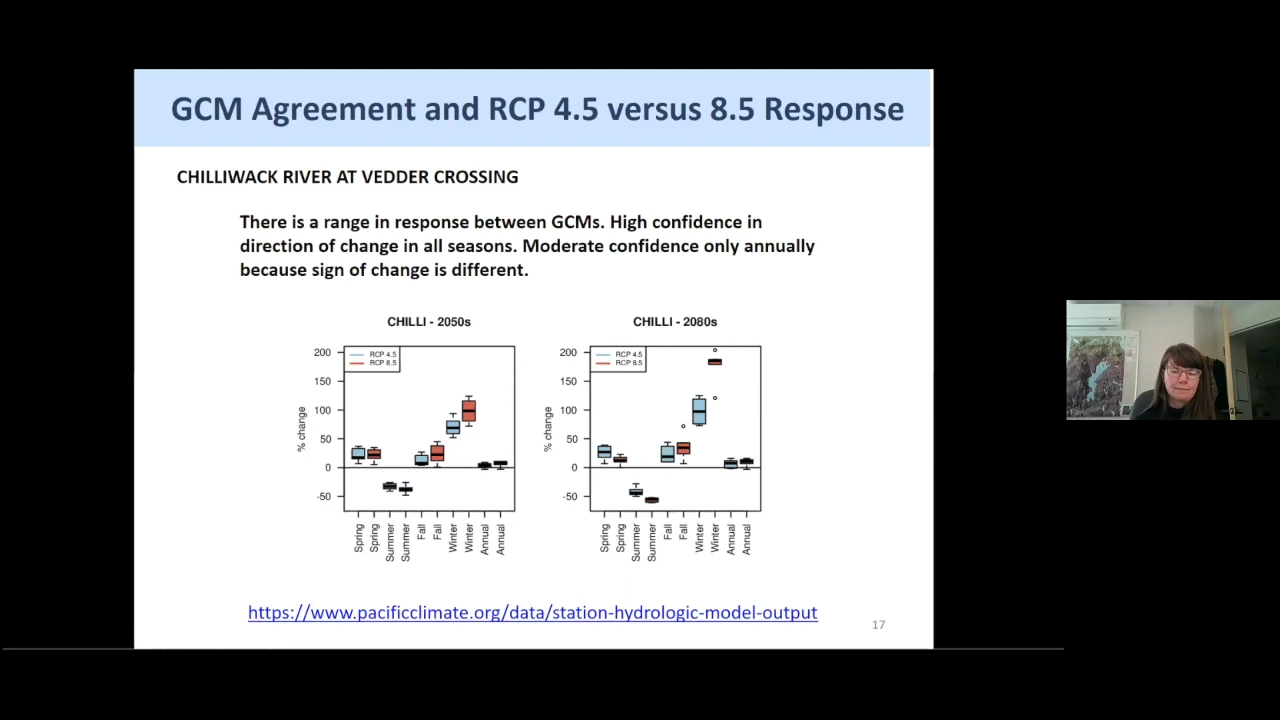 GCM Agreement and RCP 4.5 versus 8.5 Response
CHILLIWACK RIVER AT VEDDER CROSSING
There is a range in response between GCMs. High confidence in
direction of change in all seasons. Moderate confidence only annually
because sign of change is different.
CHILLI - 2050s
200
150
100
50
0
-50
% change
RCP 4.5
RCP 8.5
Spring
Spring
Summer
Summer
Fall
Fall
Winter
Winter
Annual
Annual
CHILLI - 2080s
200
150
100
50
0
-50
% change
RCP 4.5
RCP 8.5
Spring
Spring
Summer
Summer
Fall
Fall
Winter
Winter
Annual
Annual
https://www.pacificclimate.org/data/station-hydrologic-model-output
17